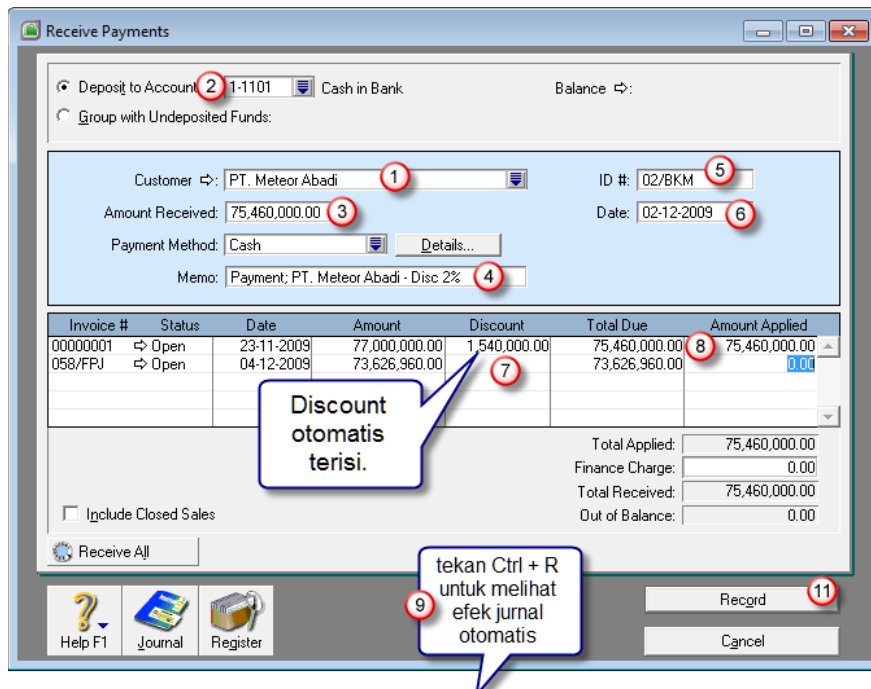 Receive Payments
Deposit to Account 2 1-1101 Cash in Bank Balance ⇨:
Group with Undeposited Funds:
Customer ⇨: PT. Meteor Abadi 1 ID #: 02/BKM 5
Amount Received: 75,460,000.00 3 Date: 02-12-2009 6
Payment Method: Cash Details...
Memo: Payment; PT. Meteor Abadi - Disc 2% 4
Invoice # Status Date Amount Discount Total Due Amount Applied
00000001 ⇨ Open 23-11-2009 77,000,000.00 1,540,000.00 75,460,000.00 8 75,460,000.00
058/FPJ ⇨ Open 04-12-2009 73,626,960.00 7 73,626,960.00 0.00
Discount
otomatis
terisi.
Total Applied: 75,460,000.00
Finance Charge: 0.00
Total Received: 75,460,000.00
Include Closed Sales Out of Balance: 0.00
Receive All
tekan Ctrl + R
untuk melihat
9 efek jurnal
otomatis
Record 11
Help F1 Journal Register Cancel